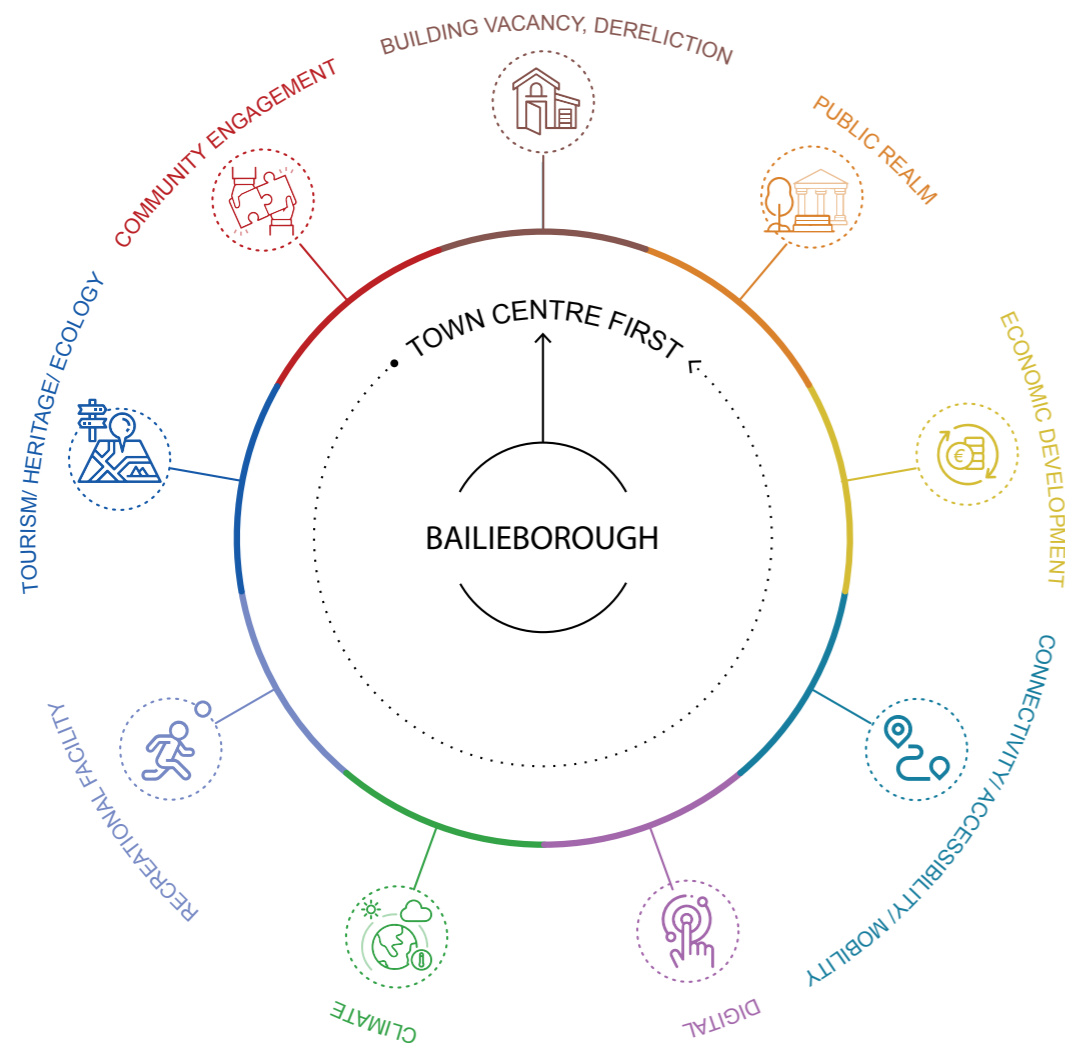 BUILDING VACANCY, DERELICTION
PUBLIC REALM
ECONOMIC DEVELOPMENT
CONNECTIVITY/ ACCESSIBILITY/ MOBILITY
DIGITAL
CLIMATE
RECREATIONAL FACILITY
TOURISM/ HERITAGE/ ECOLOGY
COMMUNITY ENGAGEMENT
TOWN CENTRE FIRST
BAILIEBOROUGH
€